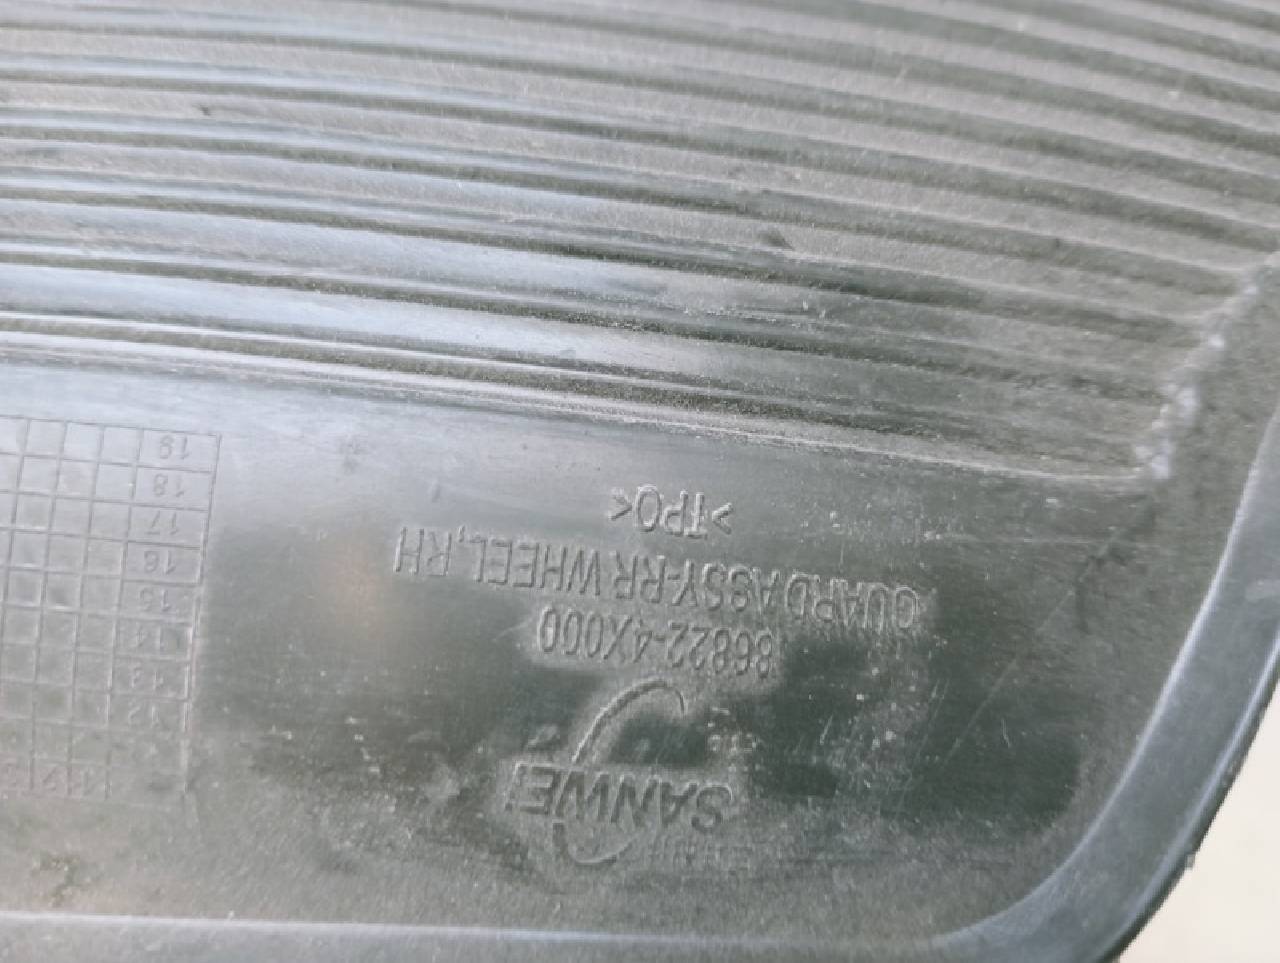 SANWEI
86822-4X000
GUARD ASSY-RR WHEEL,RH
>TPO<
12
13
14
15
16
17
18
19